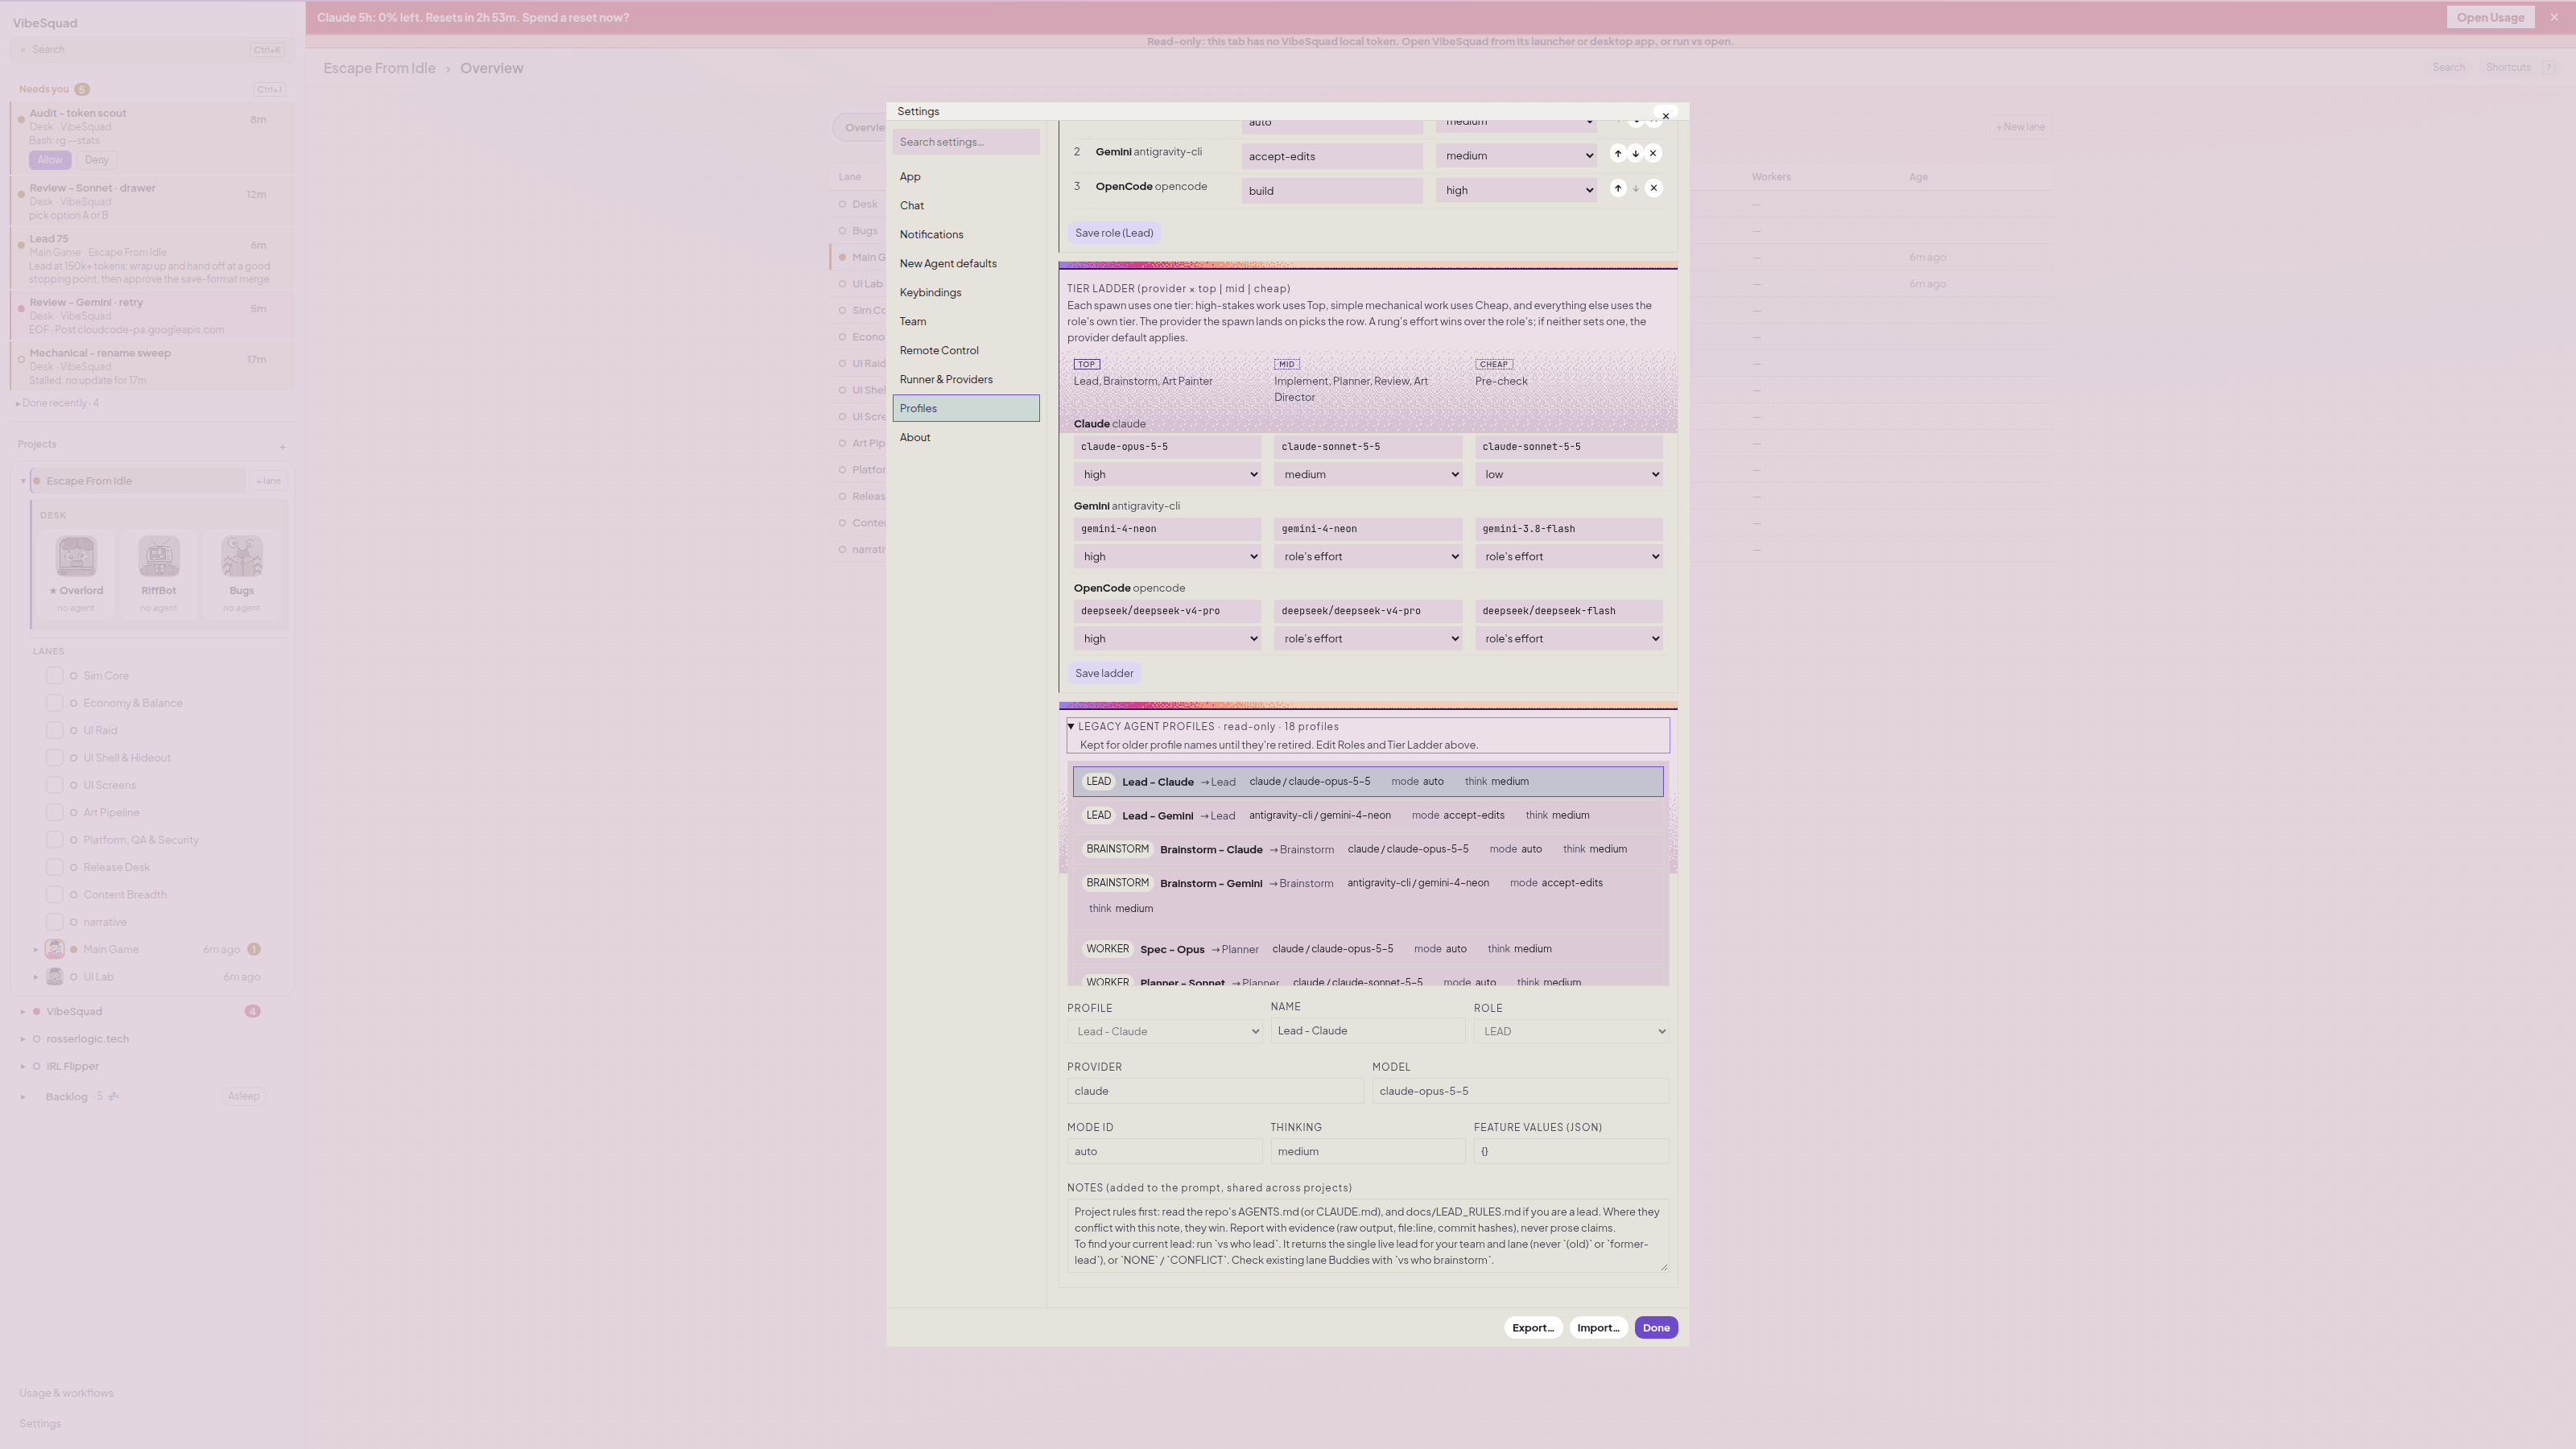 VibeSquad
Search
Ctrl+K
Needs you 5
Ctrl+J
Audit - token scout
8m
Desk · VibeSquad
Bash: rg --stats
Allow
Deny
Review - Sonnet · drawer
12m
Desk · VibeSquad
pick option A or B
Lead 75
6m
Main Game · Escape From Idle
Lead at 150k+ tokens: wrap up and hand off at a good
stopping point, then approve the save-format merge
Review - Gemini · retry
5m
Desk · VibeSquad
EOF · Post cloudcode-pa.googleapis.com
Mechanical - rename sweep
17m
Desk · VibeSquad
Stalled: no update for 17m
▸ Done recently · 4
Projects
+
Escape From Idle
+ lane
DESK
★ Overlord
no agent
RiffBot
no agent
Bugs
no agent
LANES
Sim Core
Economy & Balance
UI Raid
UI Shell & Hideout
UI Screens
Art Pipeline
Platform, QA & Security
Release Desk
Content Breadth
narrative
Main Game
6m ago
1
UI Lab
6m ago
VibeSquad
4
rosserlogic.tech
IRL Flipper
Backlog · 5 💤
Asleep
Usage & workflows
Settings
Claude 5h: 0% left. Resets in 2h 53m. Spend a reset now?
Open Usage
✕
Read-only: this tab has no VibeSquad local token. Open VibeSquad from its launcher or desktop app, or run vs open.
Escape From Idle › Overview
Search
Shortcuts ?
Overvie
+ New lane
Lane
Workers
Age
Desk
—
Bugs
—
Main G
—
6m ago
UI Lab
—
6m ago
Sim Co
—
Econo
—
UI Raid
—
UI Shel
—
UI Scre
—
Art Pip
—
Platfor
—
Releas
—
Conter
—
narrati
—
Settings
✕
Search settings…
App
Chat
Notifications
New Agent defaults
Keybindings
Team
Remote Control
Runner & Providers
Profiles
About
auto
medium
2
Gemini antigravity-cli
accept-edits
medium
↑ ↓ ✕
3
OpenCode opencode
build
high
↑ ↓ ✕
Save role (Lead)
TIER LADDER (provider × top | mid | cheap)
Each spawn uses one tier: high-stakes work uses Top, simple mechanical work uses Cheap, and everything else uses the
role's own tier. The provider the spawn lands on picks the row. A rung's effort wins over the role's; if neither sets one, the
provider default applies.
TOP
MID
CHEAP
Lead, Brainstorm, Art Painter
Implement, Planner, Review, Art
Director
Pre-check
Claude claude
claude-opus-5-5
claude-sonnet-5-5
claude-sonnet-5-5
high
medium
low
Gemini antigravity-cli
gemini-4-neon
gemini-4-neon
gemini-3.8-flash
high
role's effort
role's effort
OpenCode opencode
deepseek/deepseek-v4-pro
deepseek/deepseek-v4-pro
deepseek/deepseek-flash
high
role's effort
role's effort
Save ladder
▼ LEGACY AGENT PROFILES · read-only · 18 profiles
Kept for older profile names until they're retired. Edit Roles and Tier Ladder above.
LEAD Lead - Claude → Lead claude / claude-opus-5-5 mode auto think medium
LEAD Lead - Gemini → Lead antigravity-cli / gemini-4-neon mode accept-edits think medium
BRAINSTORM Brainstorm - Claude → Brainstorm claude / claude-opus-5-5 mode auto think medium
BRAINSTORM Brainstorm - Gemini → Brainstorm antigravity-cli / gemini-4-neon mode accept-edits
think medium
WORKER Spec - Opus → Planner claude / claude-opus-5-5 mode auto think medium
WORKER Planner - Sonnet → Planner claude / claude-sonnet-5-5 mode auto think medium
PROFILE
NAME
ROLE
Lead - Claude
Lead - Claude
LEAD
PROVIDER
MODEL
claude
claude-opus-5-5
MODE ID
THINKING
FEATURE VALUES (JSON)
auto
medium
{}
NOTES (added to the prompt, shared across projects)
Project rules first: read the repo's AGENTS.md (or CLAUDE.md), and docs/LEAD_RULES.md if you are a lead. Where they
conflict with this note, they win. Report with evidence (raw output, file:line, commit hashes), never prose claims.
To find your current lead: run `vs who lead`. It returns the single live lead for your team and lane (never `(old)` or `former-
lead`), or `NONE` / `CONFLICT`. Check existing lane Buddies with `vs who brainstorm`.
Export…
Import…
Done